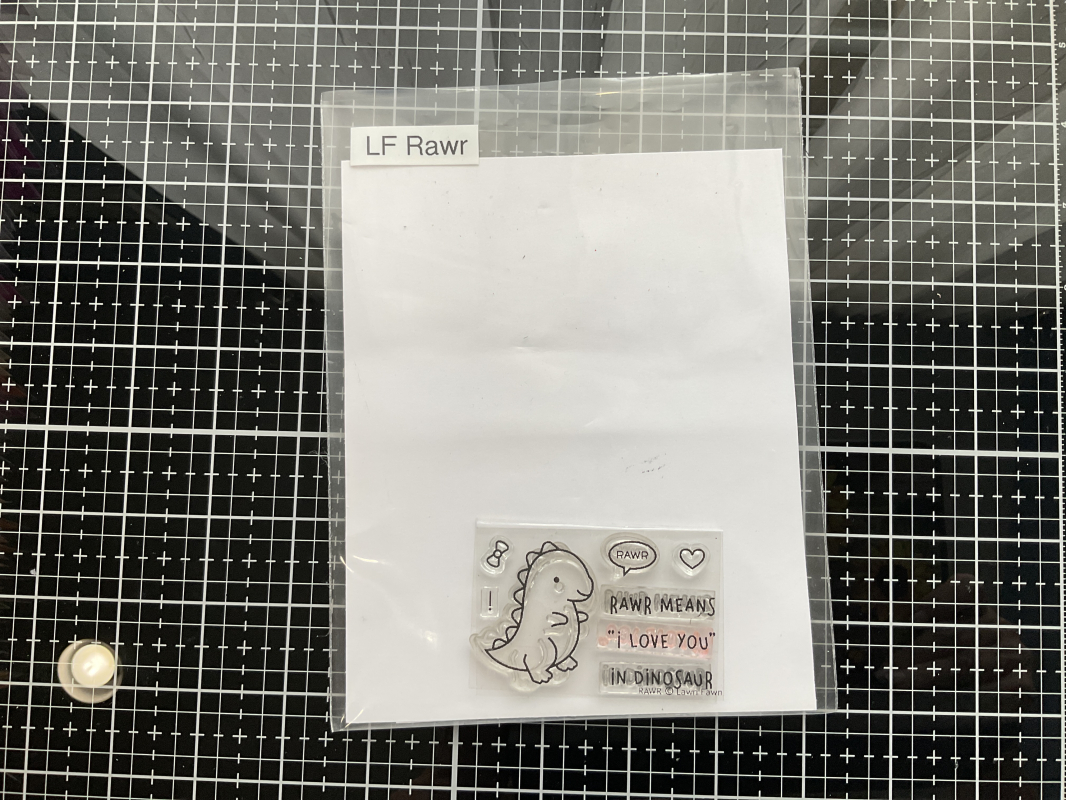 LF Rawr
RAWR
!
RAWR MEANS
"i LOVE YOU"
iN DiNOSAUR
RAWR © Lawn Fawn